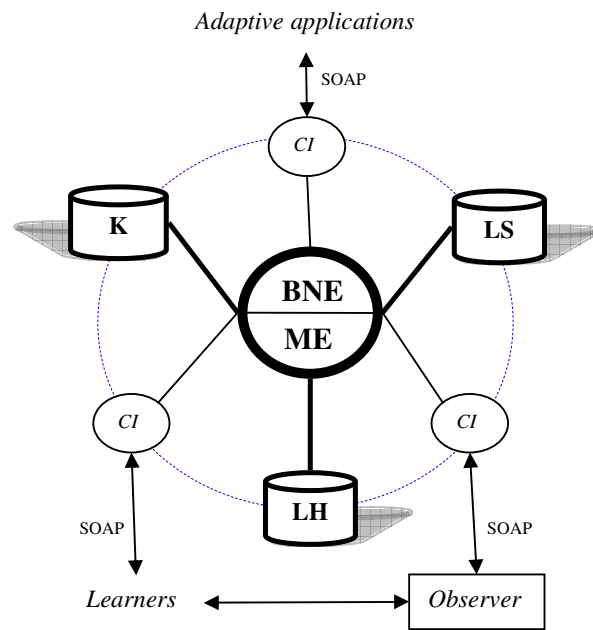 Adaptive applications
SOAP
CI
K
LS
BNE
ME
CI
CI
LH
SOAP
SOAP
Learners
Observer